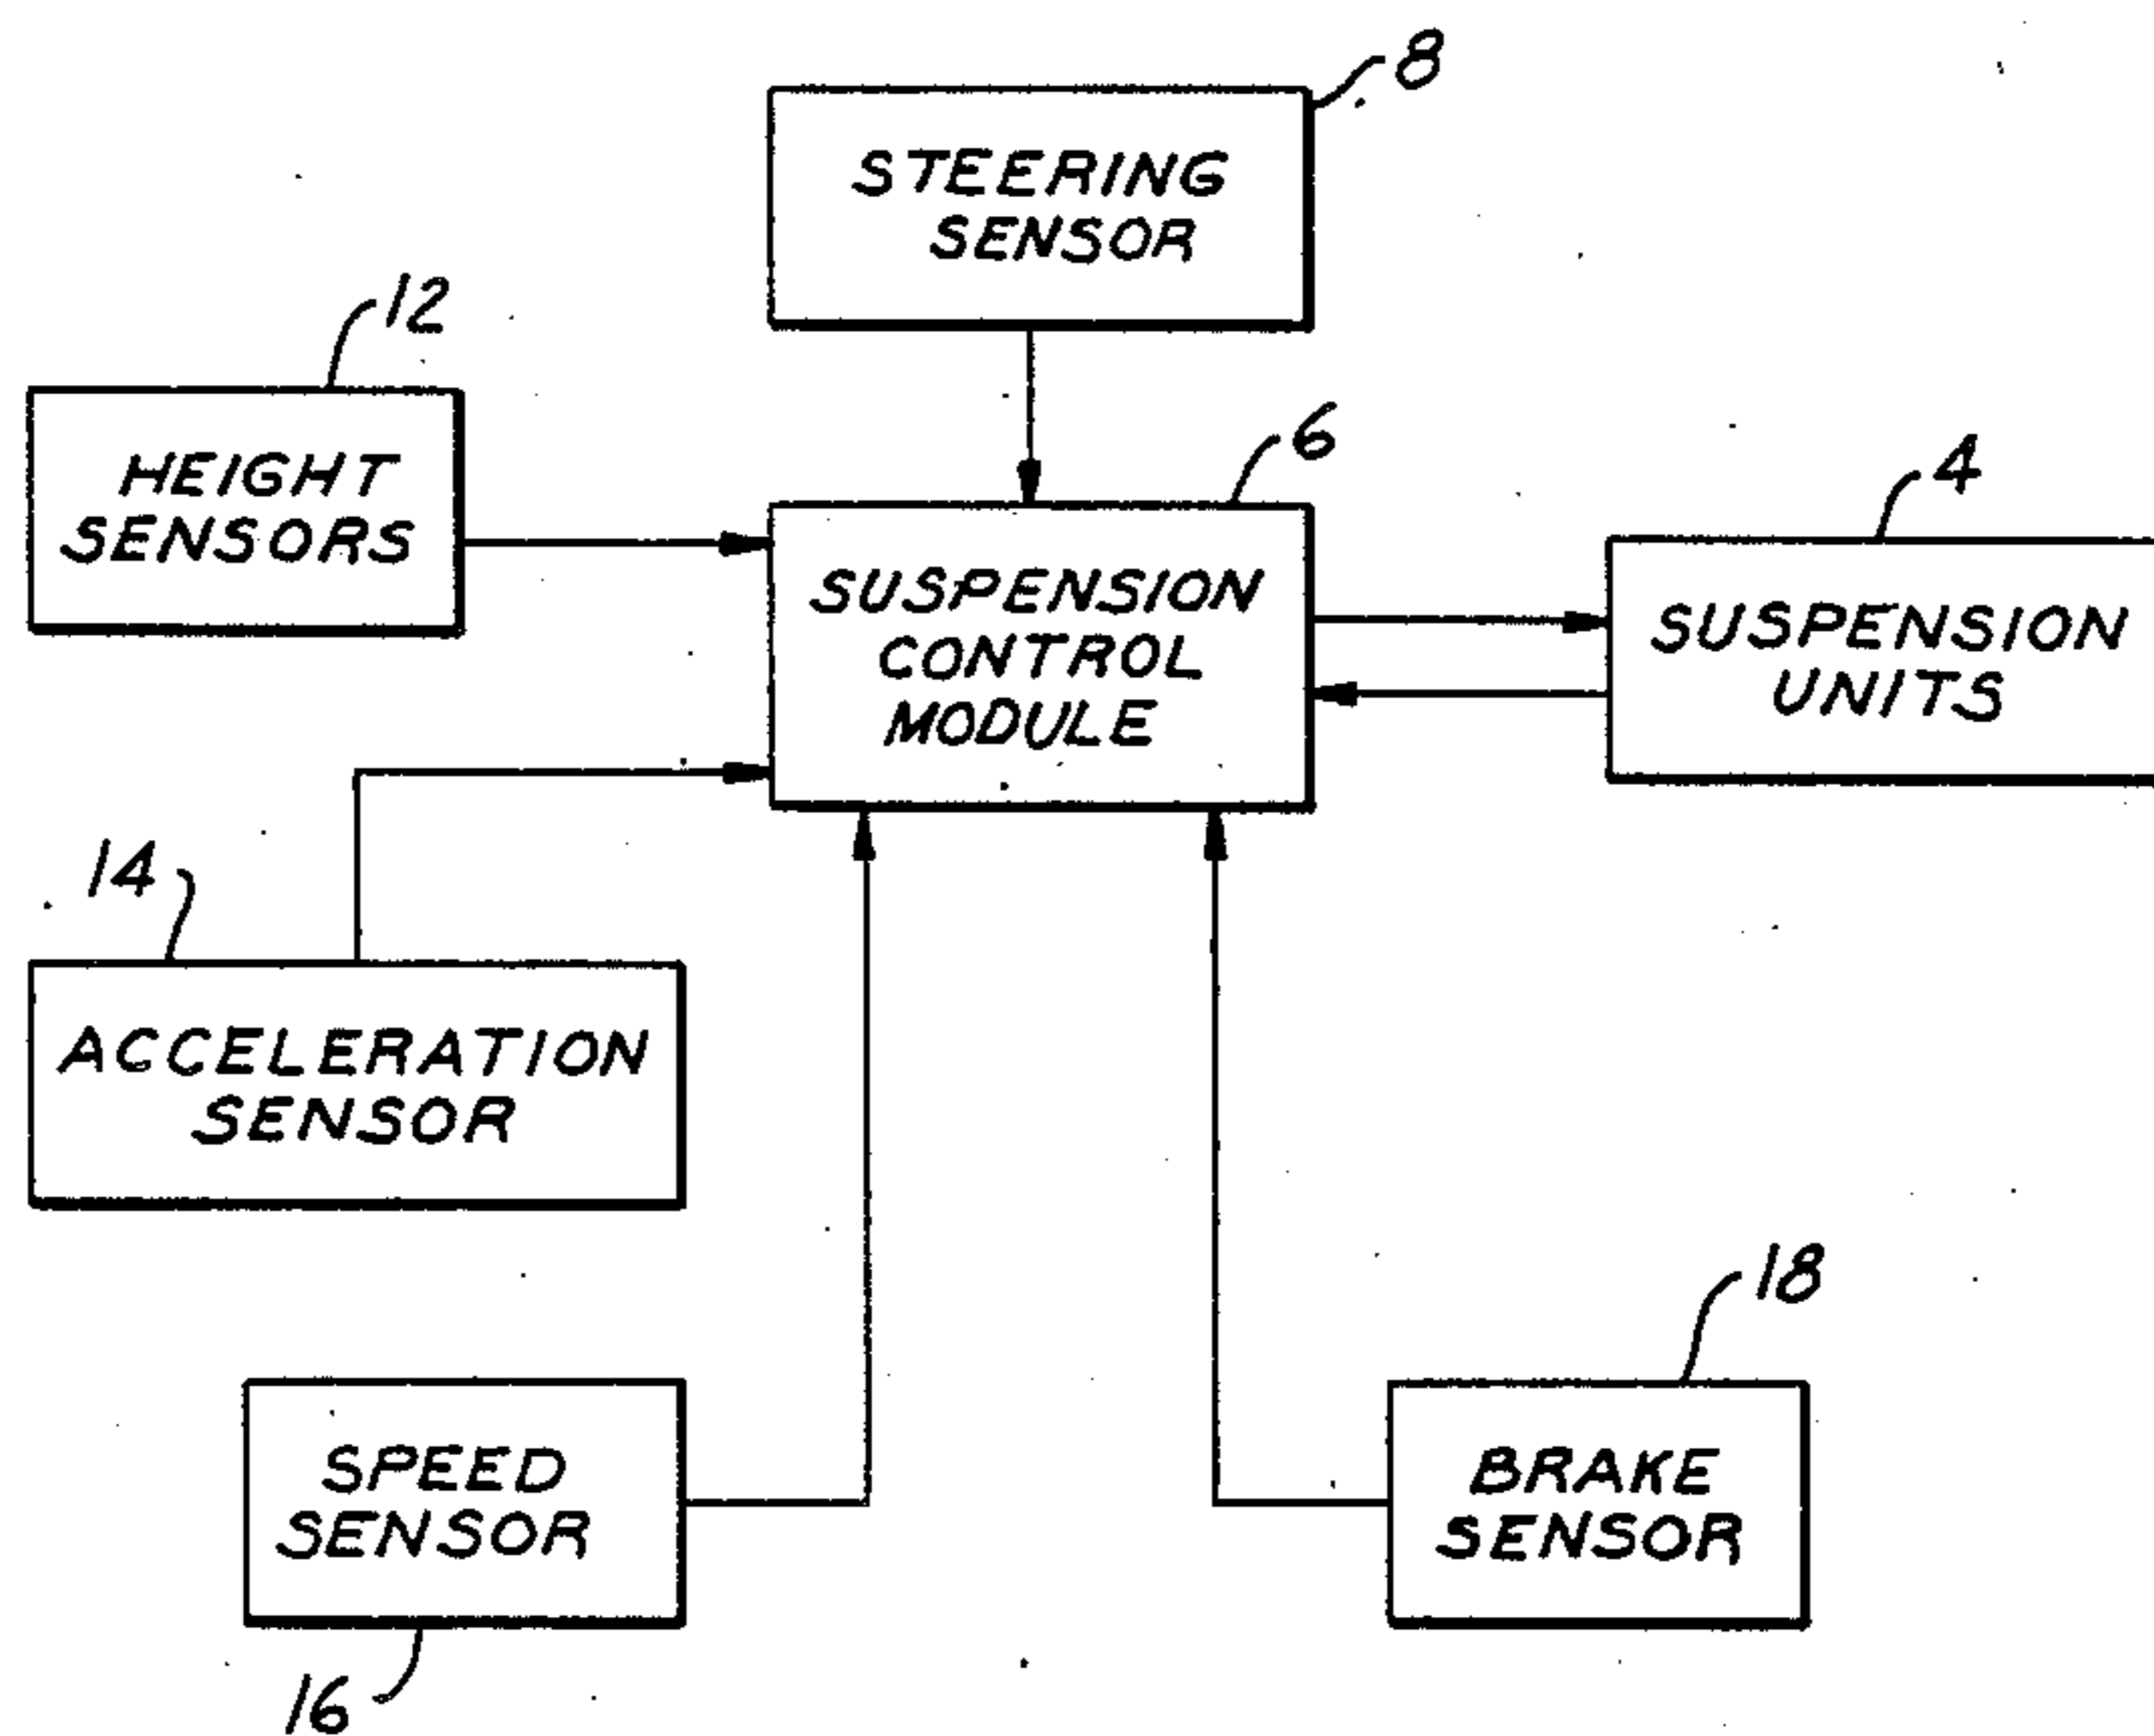 8
STEERING
SENSOR
12
HEIGHT
SENSORS
6
SUSPENSION
CONTROL
MODULE
4
SUSPENSION
UNITS
14
ACCELERATION
SENSOR
16
SPEED
SENSOR
18
BRAKE
SENSOR